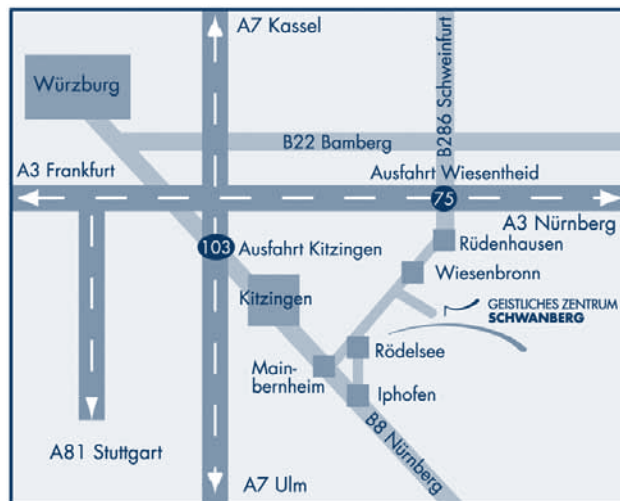 A7 Kassel
Würzburg
B286 Schweinfurt
B22 Bamberg
A3 Frankfurt
Ausfahrt Wiesentheid
75
A3 Nürnberg
103
Ausfahrt Kitzingen
Rüdenhausen
Wiesenbronn
Kitzingen
GEISTLICHES ZENTRUM
SCHWANBERG
Rödelsee
Main-
bernheim
Iphofen
B8 Nürnberg
A81 Stuttgart
A7 Ulm